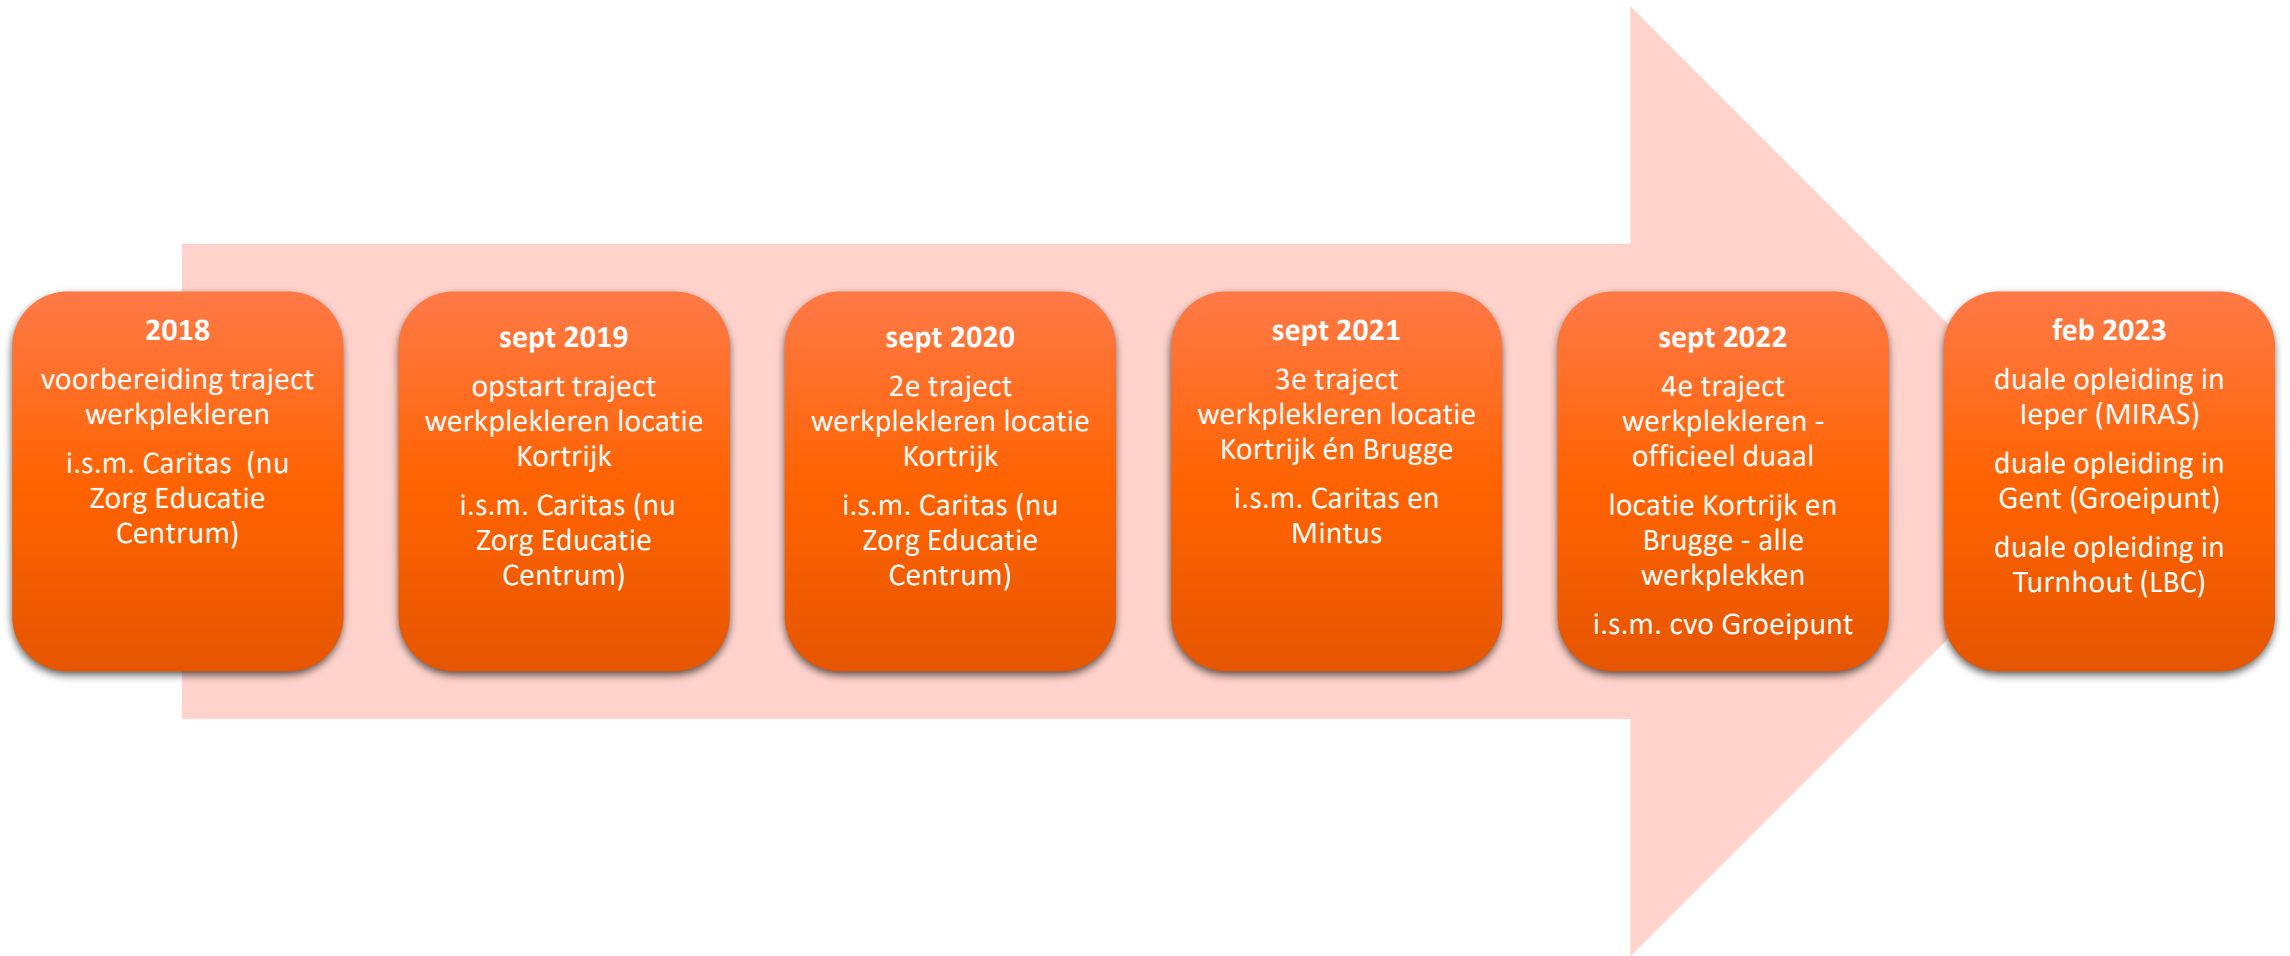 2018
voorbereiding traject
werkplekleren
i.s.m. Caritas  (nu
Zorg Educatie
Centrum)
sept 2019
opstart traject
werkplekleren locatie
Kortrijk
i.s.m. Caritas (nu
Zorg Educatie
Centrum)
sept 2020
2e traject
werkplekleren locatie
Kortrijk
i.s.m. Caritas (nu
Zorg Educatie
Centrum)
sept 2021
3e traject
werkplekleren locatie
Kortrijk én Brugge
i.s.m. Caritas en
Mintus
sept 2022
4e traject
werkplekleren -
officieel duaal
locatie Kortrijk en
Brugge - alle
werkplekken
i.s.m. cvo Groeipunt
feb 2023
duale opleiding in
Ieper (MIRAS)
duale opleiding in
Gent (Groeipunt)
duale opleiding in
Turnhout (LBC)